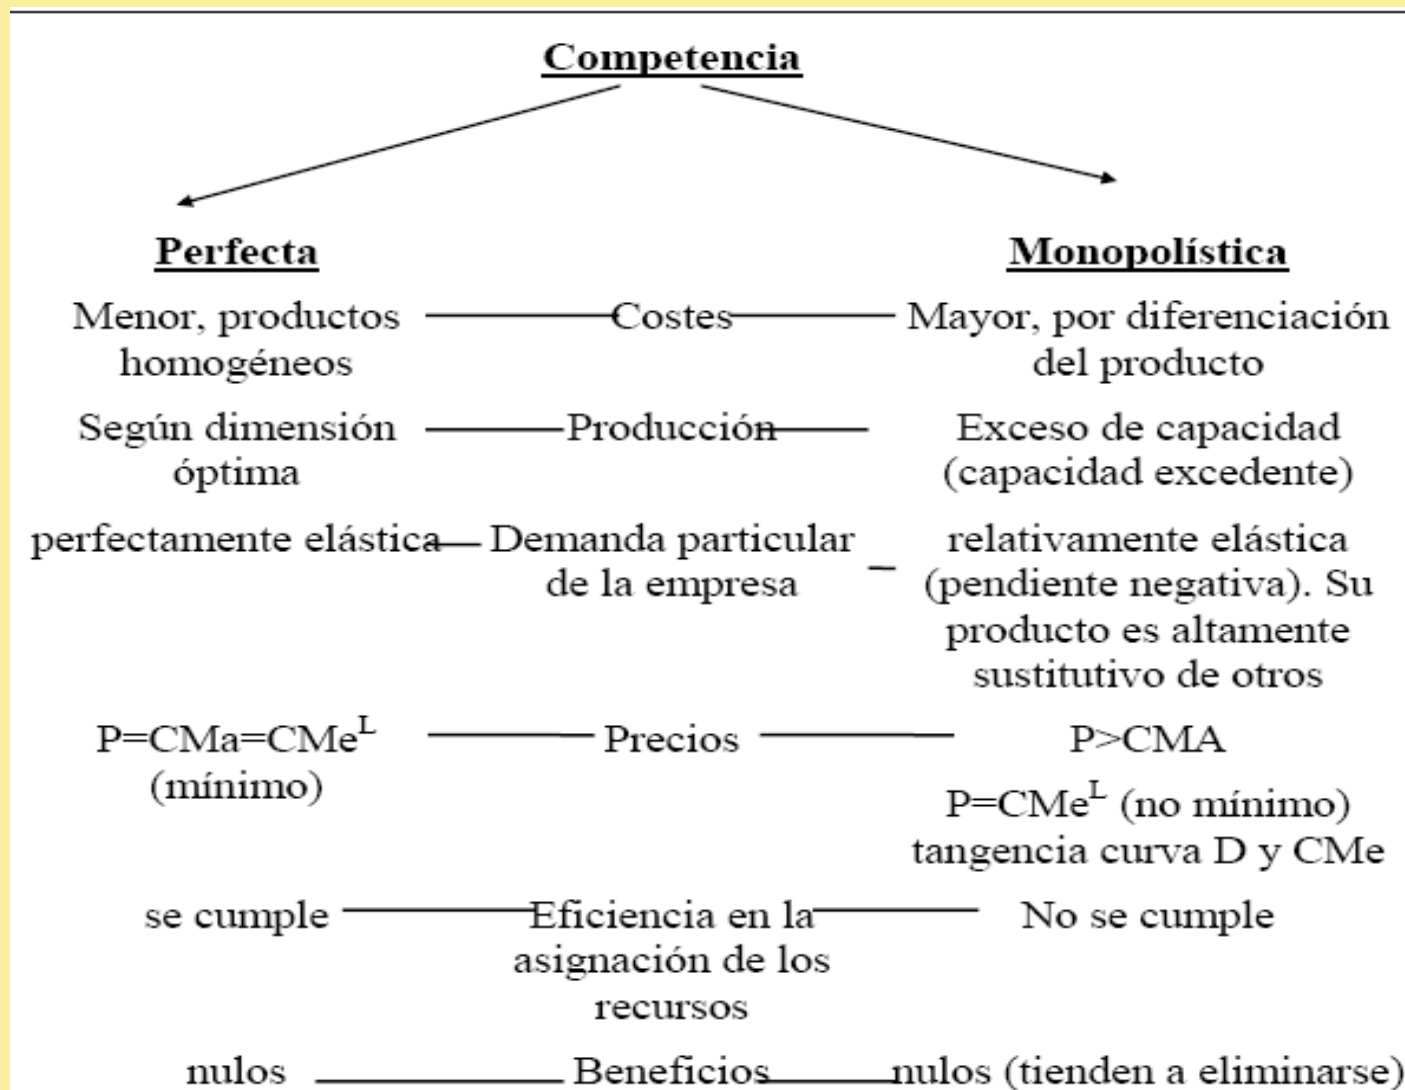 Competencia
Perfecta
Monopolística
Menor, productos
homogéneos
Costes
Mayor, por diferenciación
del producto
Según dimensión
óptima
Producción
Exceso de capacidad
(capacidad excedente)
perfectamente elástica
Demanda particular
de la empresa
relativamente elástica
(pendiente negativa). Su
producto es altamente
sustitutivo de otros
P=CMa=CMe^L
(mínimo)
Precios
P>CMA
P=CMe^L (no mínimo)
tangencia curva D y CMe
se cumple
Eficiencia en la
asignación de los
recursos
No se cumple
nulos
Beneficios
nulos (tienden a eliminarse)